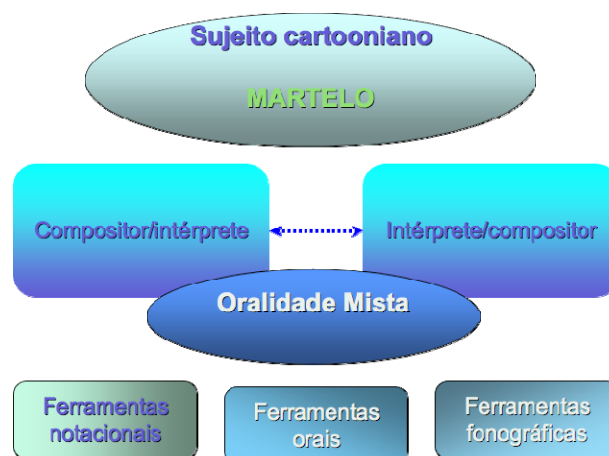 Sujeito cartooniano
MARTELO
Compositor/intérprete
Intérprete/compositor
Oralidade Mista
Ferramentas
notacionais
Ferramentas
orais
Ferramentas
fonográficas